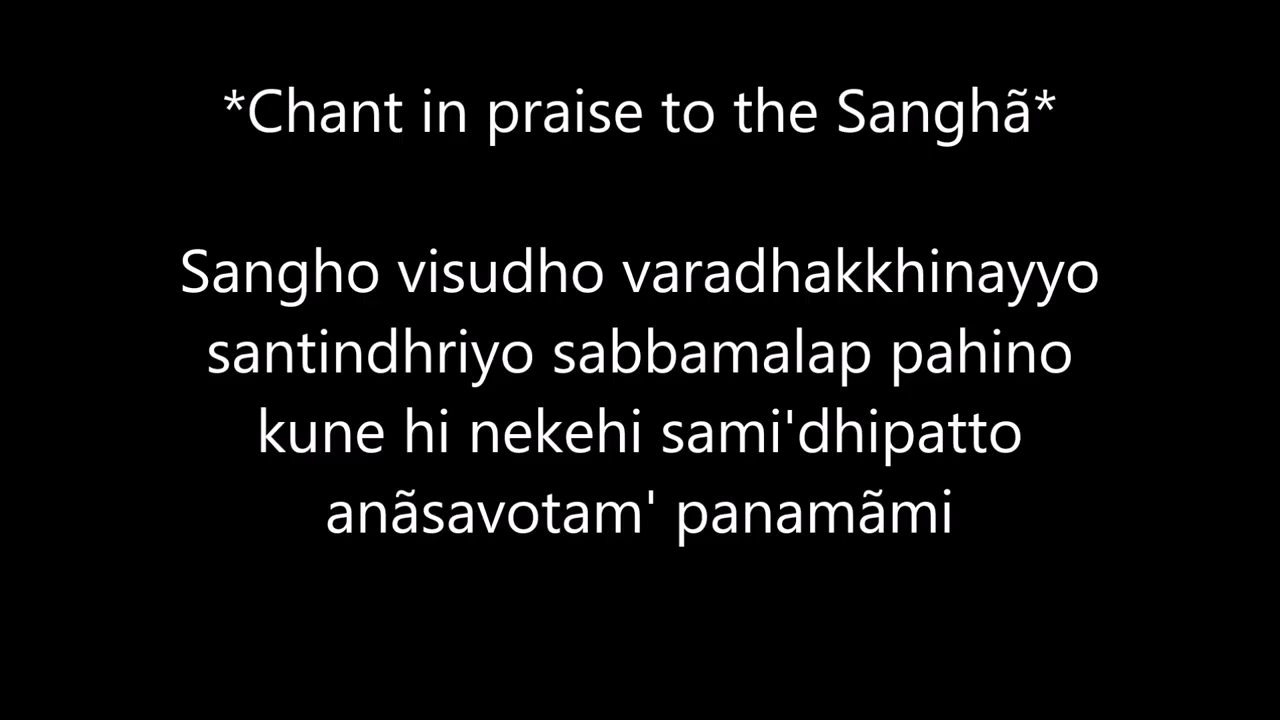 *Chant in praise to the Sanghã*
Sangho visudho varadhakkhinayyo
santindhriyo sabbamalap pahino
kune hi nekehi sami'dhipatto
anãsavotam' panamãmi